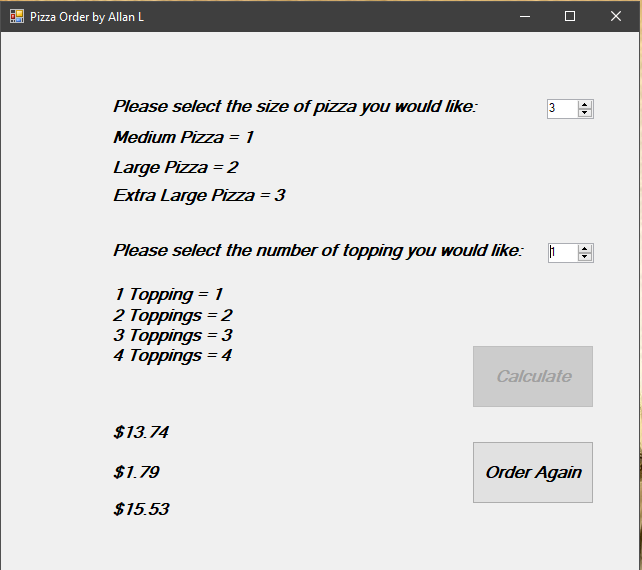 Pizza Order by Allan L
Please select the size of pizza you would like: 3
Medium Pizza = 1
Large Pizza = 2
Extra Large Pizza = 3
Please select the number of topping you would like: 1
1 Topping = 1
2 Toppings = 2
3 Toppings = 3
4 Toppings = 4
Calculate
$13.74
$1.79
Order Again
$15.53